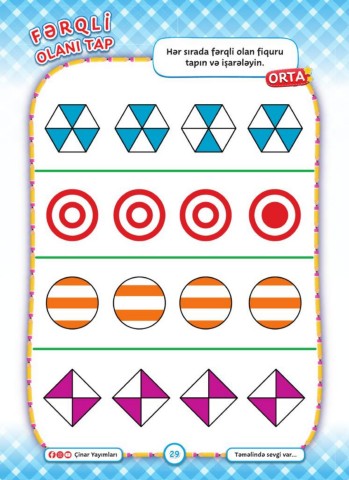 FƏRQLİ
OLANI TAP
Hər sırada fərqli olan fiquru
tapın və işarələyin.
ORTA
Çinar Yayımları
29
Təməlində sevgi var...